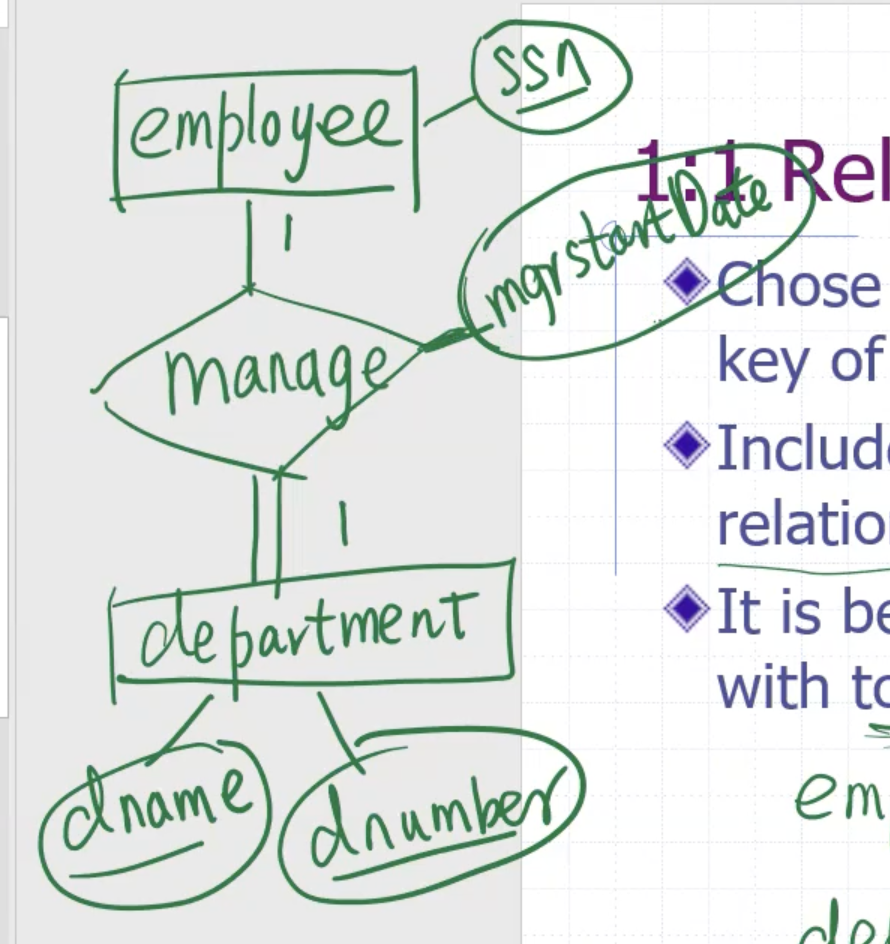 employee
ssn
1:1 Rel
1
mgrstartDate
Chose
key of
manage
Include
relatio
1
It is be
department
with to
dname
dnumber
em
de